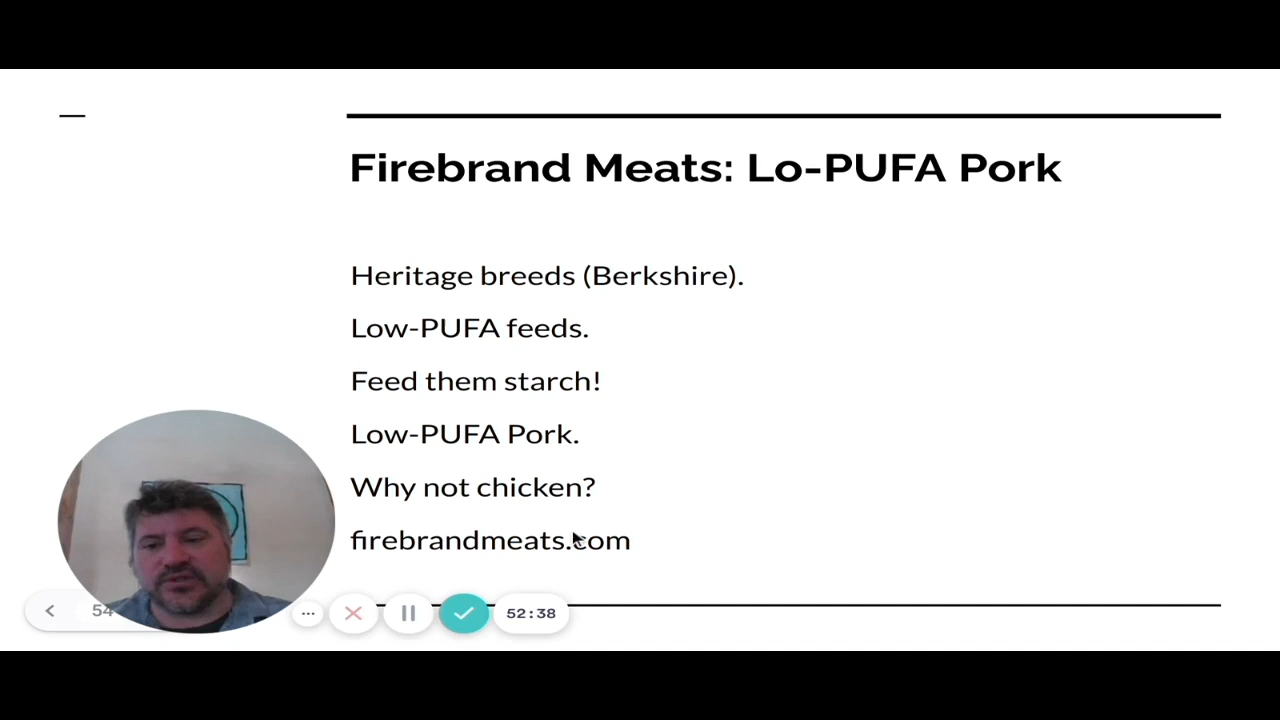 Firebrand Meats: Lo-PUFA Pork
Heritage breeds (Berkshire).
Low-PUFA feeds.
Feed them starch!
Low-PUFA Pork.
Why not chicken?
firebrandmeats.com
54
52:38